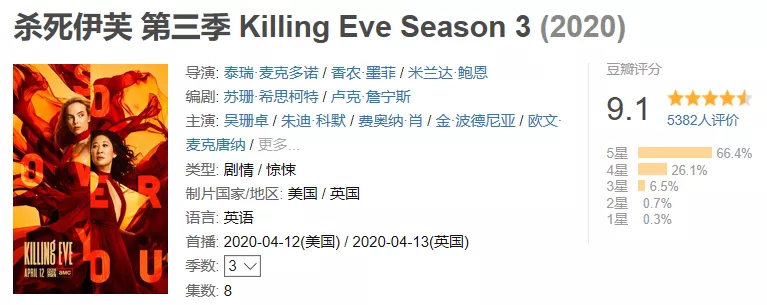 杀死伊芙 第三季 Killing Eve Season 3 (2020)
OVER YOU
KILLING EVE
APRIL 12
AMC
导演: 泰瑞·麦克多诺 / 香农·墨菲 / 米兰达·鲍恩
编剧: 苏珊·希思柯特 / 卢克·詹宁斯
主演: 吴珊卓 / 朱迪·科默 / 费奥纳·肖 / 金·波德尼亚 / 欧文·
麦克唐纳 / 更多...
类型: 剧情 / 惊悚
制片国家/地区: 美国 / 英国
语言: 英语
首播: 2020-04-12(美国) / 2020-04-13(英国)
季数: 3
集数: 8
豆瓣评分
9.1
5382人评价
5星 66.4%
4星 26.1%
3星 6.5%
2星 0.7%
1星 0.3%